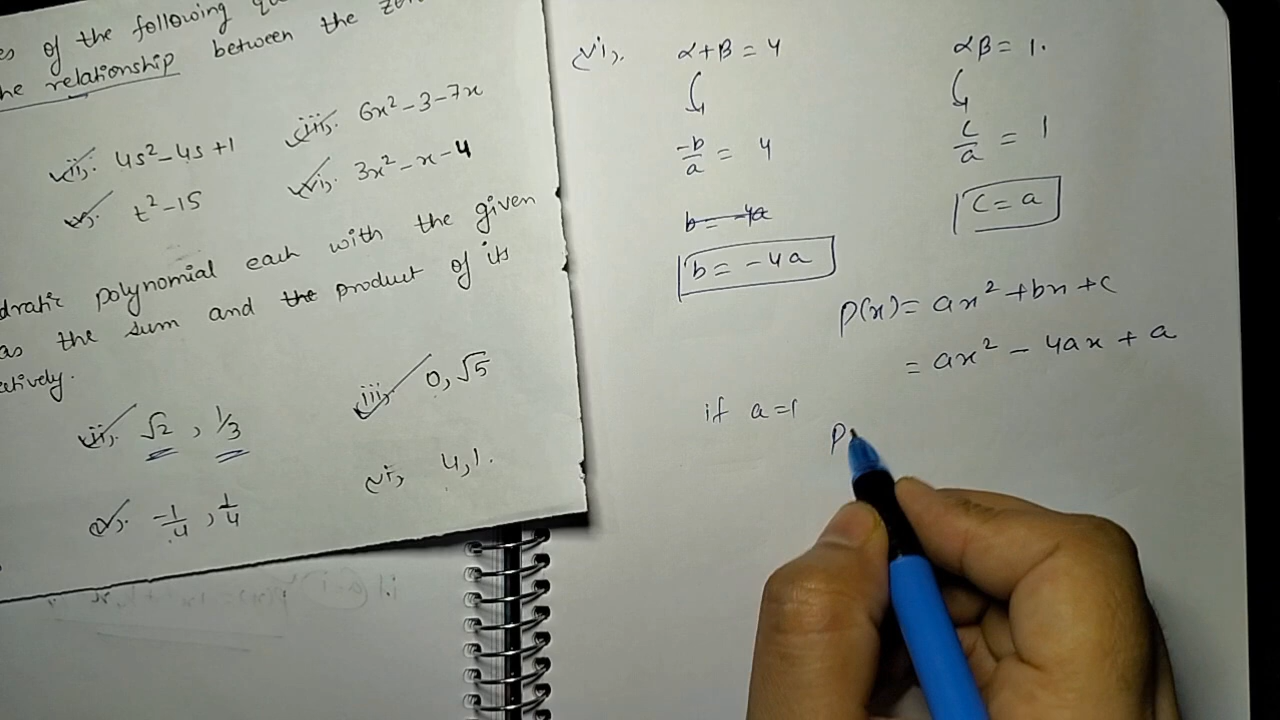 of the following
the relationship between the
ii). 4s²-4s+1 iii). 6x²-3-7x
v). t²-15 vi). 3x²-x-4
polynomial each with the given
as the sum and the product of its
ii). √2, 1/3 iii), 0, √5
v). -1/4, 1/4 vi), 4,1.
vi). α+β = 4 αβ = 1.
-b/a = 4 c/a = 1
b = -4a
b = -4a
c = a
P(x) = ax²+bx+c
= ax² - 4ax + a
if a=1
P